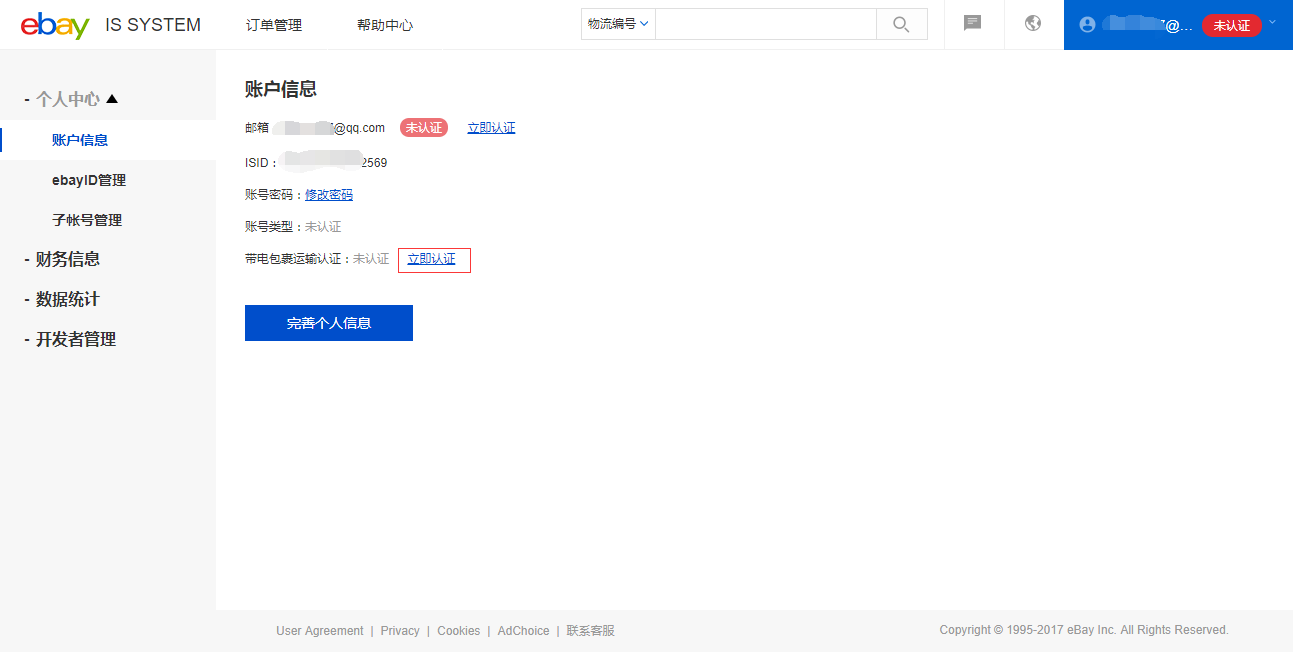 ebay IS SYSTEM 订单管理 帮助中心 物流编号 @... 未认证
- 个人中心
账户信息
ebayID管理
子帐号管理
- 财务信息
- 数据统计
- 开发者管理
账户信息
邮箱 @qq.com 未认证 立即认证
ISID： 2569
账号密码：修改密码
账号类型：未认证
带电包裹运输认证：未认证 立即认证
完善个人信息
User Agreement | Privacy | Cookies | AdChoice | 联系客服
Copyright © 1995-2017 eBay Inc. All Rights Reserved.